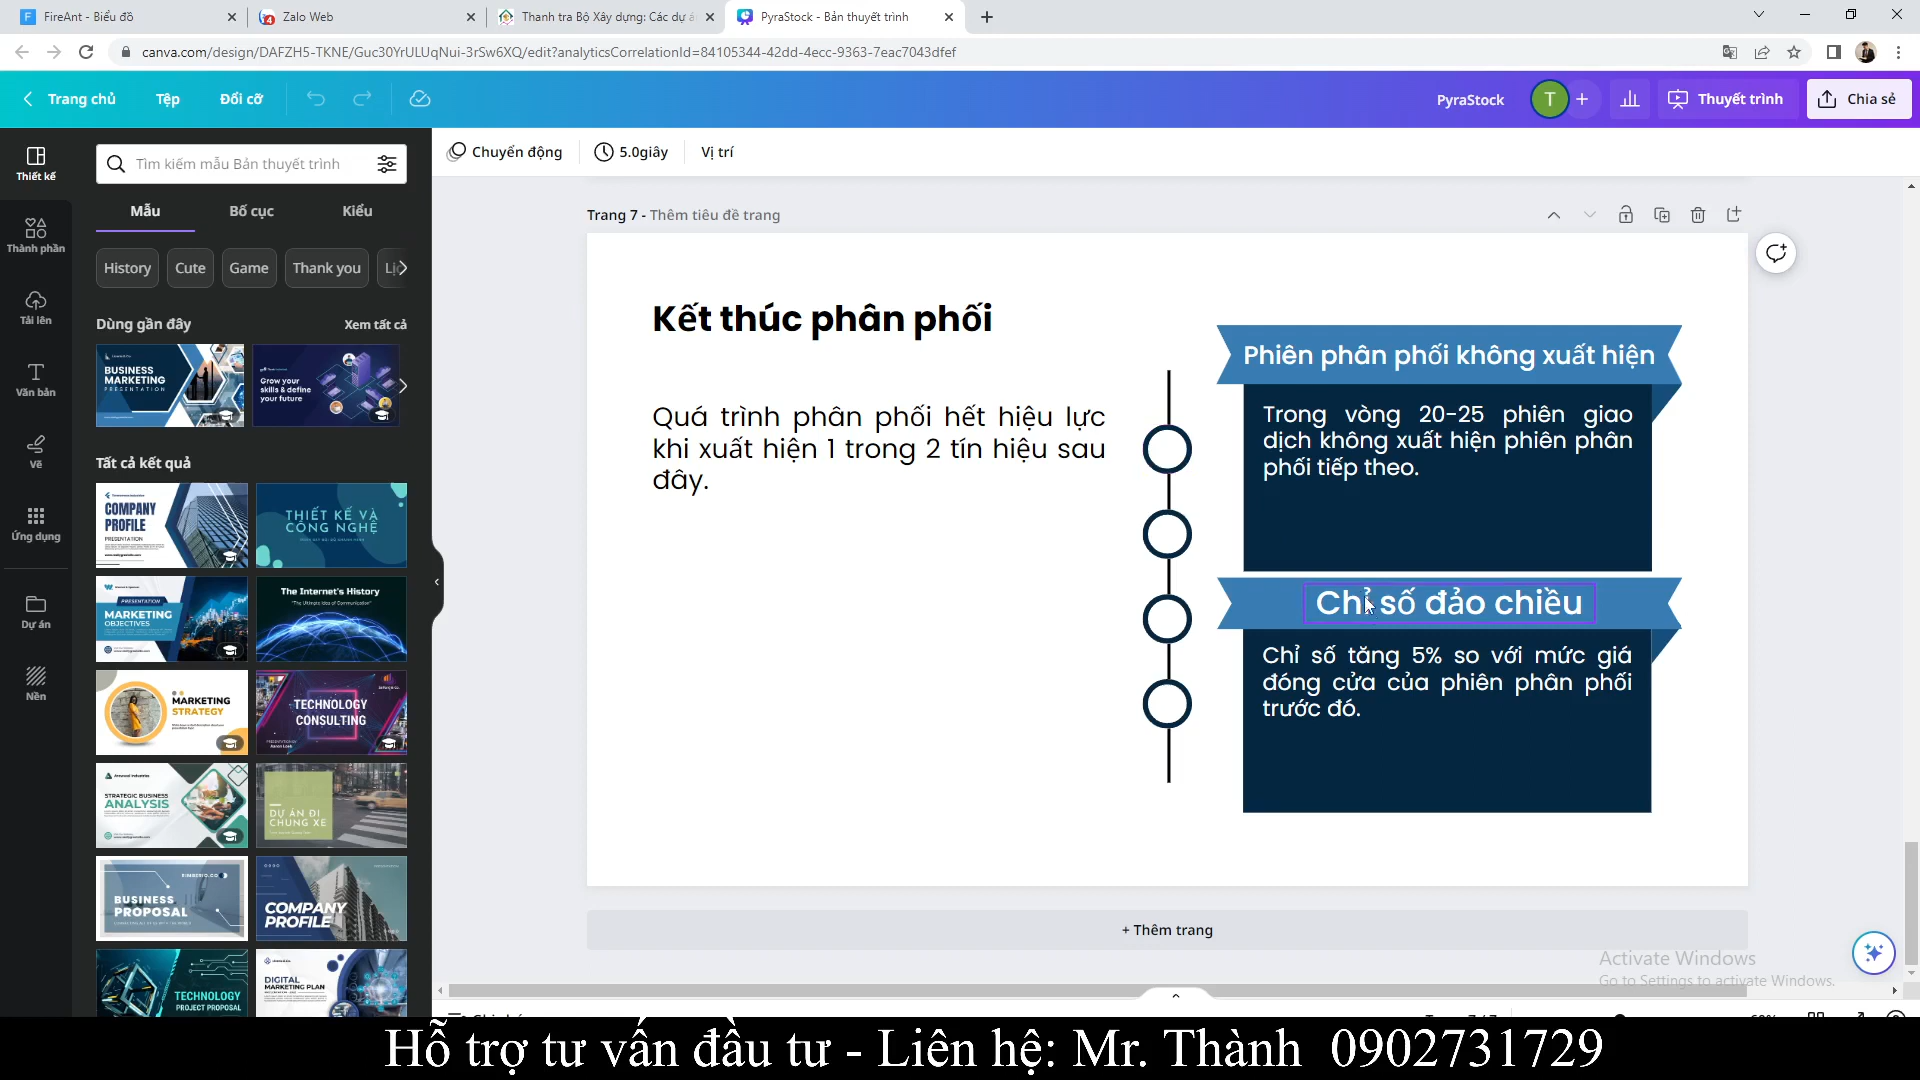 FireAnt - Biểu đồ
Zalo Web
Thanh tra Bộ Xây dựng: Các dự á
PyraStock - Bản thuyết trình
canva.com/design/DAFZH5-TKNE/Guc30YrULUqNui-3rSw6XQ/edit?analyticsCorrelationId=84105344-42dd-4ecc-9363-7eac7043dfef
Trang chủ
Tệp
Đổi cỡ
PyraStock
T
Thuyết trình
Chia sẻ
Thiết kế
Thành phần
Tải lên
Văn bản
Vẽ
Ứng dụng
Dự án
Nền
Tìm kiếm mẫu Bản thuyết trình
Mẫu
Bố cục
Kiểu
History
Cute
Game
Thank you
Dùng gần đây
Xem tất cả
BUSINESS
MARKETING
PRESENTATION
Grow your
skills & define
your future
Tất cả kết quả
COMPANY
PROFILE
PRESENTATION
THIẾT KẾ VÀ
CÔNG NGHỆ
PRESENTATION
MARKETING
OBJECTIVES
The Internet's History
"The Ultimate Idea of Communication"
MARKETING
STRATEGY
TECHNOLOGY
CONSULTING
STRATEGIC BUSINESS
ANALYSIS
DỰ ÁN ĐI
CHUNG XE
BUSINESS
PROPOSAL
COMPANY
PROFILE
TECHNOLOGY
PROJECT PROPOSAL
DIGITAL
MARKETING PLAN
Chuyển động
5.0giây
Vị trí
Trang 7 - Thêm tiêu đề trang
Kết thúc phân phối
Quá trình phân phối hết hiệu lực
khi xuất hiện 1 trong 2 tín hiệu sau
đây.
Phiên phân phối không xuất hiện
Trong vòng 20-25 phiên giao
dịch không xuất hiện phiên phân
phối tiếp theo.
Chỉ số đảo chiều
Chỉ số tăng 5% so với mức giá
đóng cửa của phiên phân phối
trước đó.
+ Thêm trang
Activate Windows
Go to Settings to activate Windows.
Hỗ trợ tư vấn đầu tư - Liên hệ: Mr. Thành 0902731729